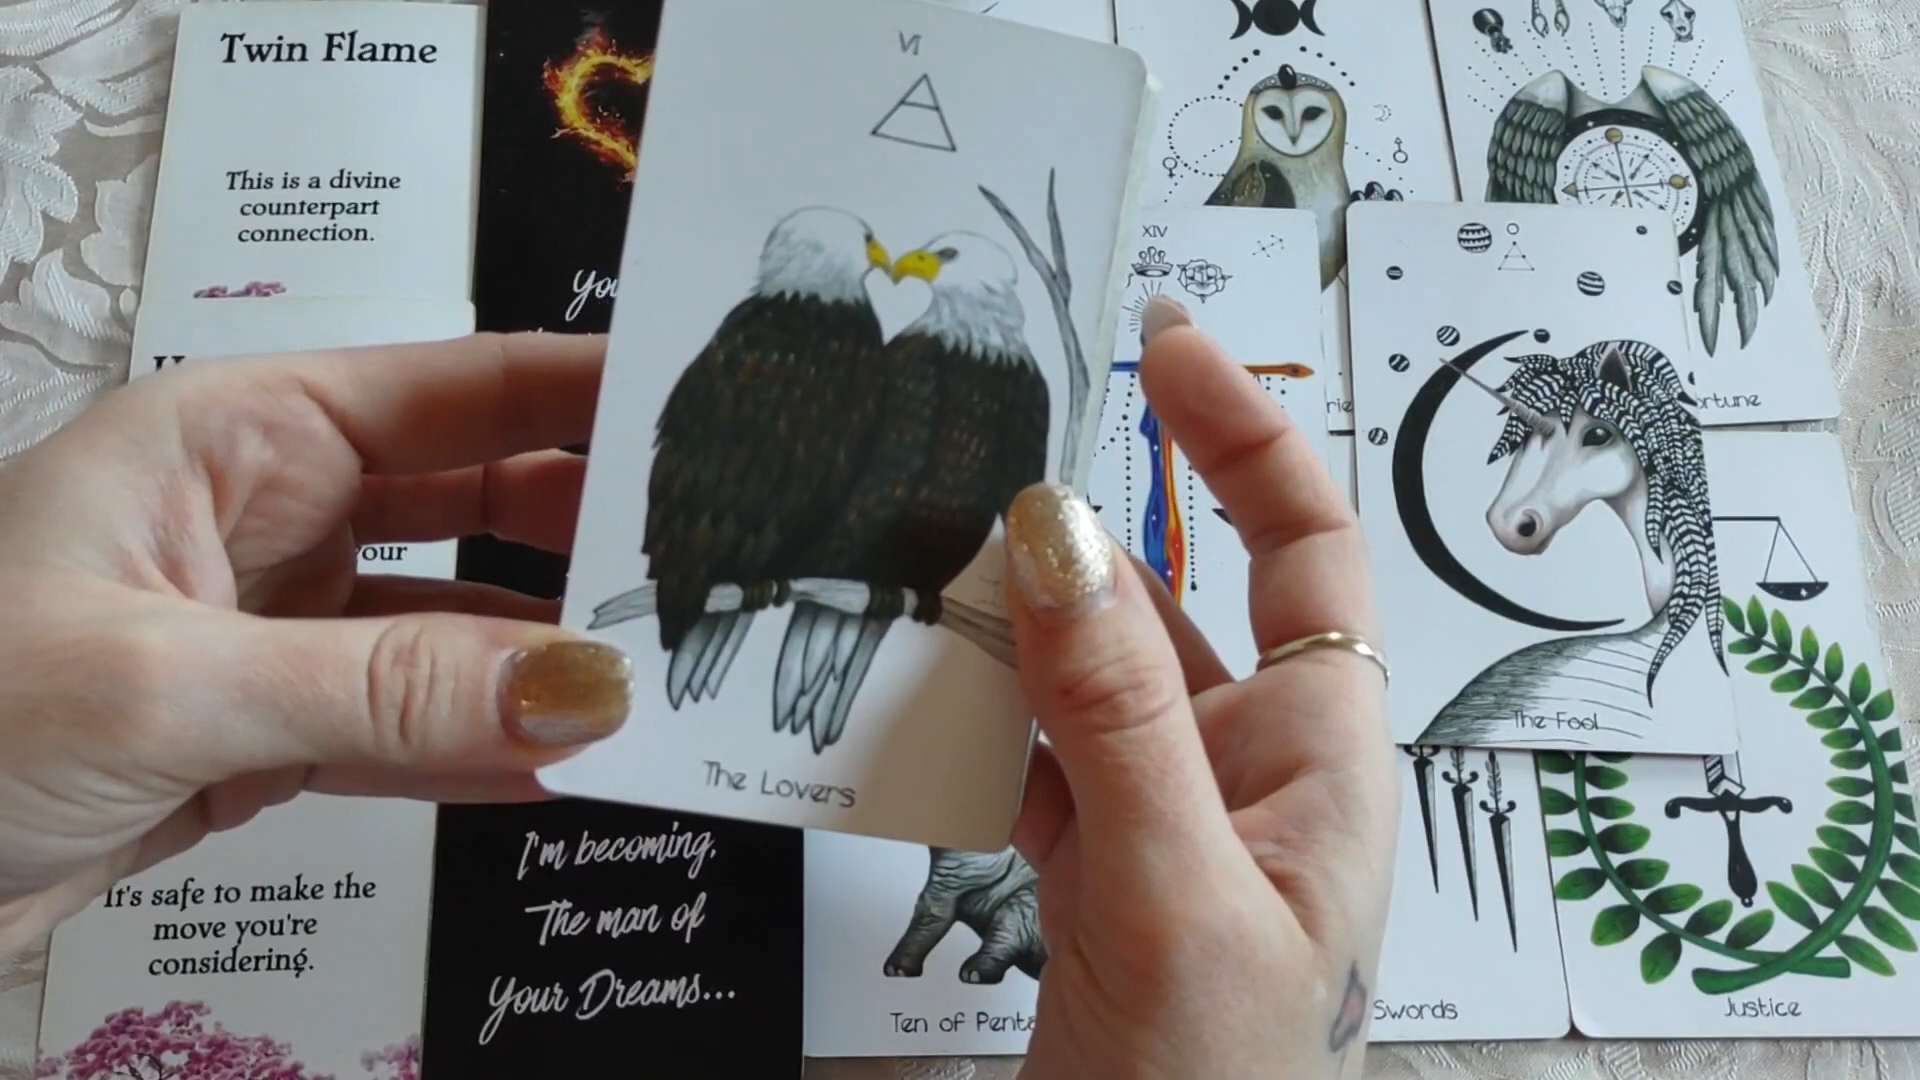 Twin Flame
This is a divine
counterpart
connection.
your
It's safe to make the
move you're
considering.
I'm becoming,
The man of
Your Dreams...
VI
The Lovers
XIV
The Fool
Ten of
Swords
Justice